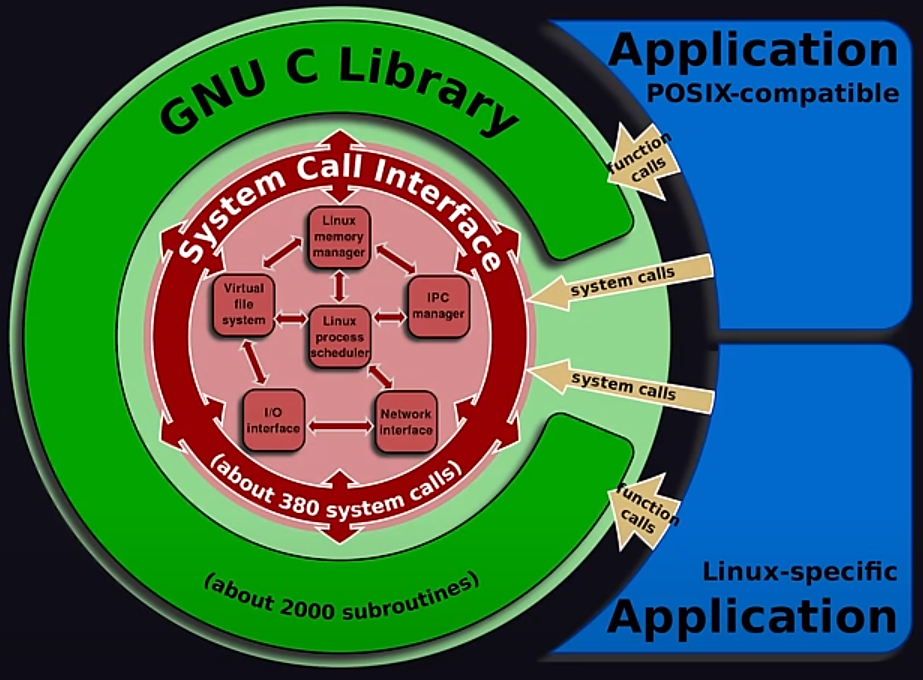 Application
POSIX-compatible
GNU C Library
function
calls
System Call Interface
Linux
memory
manager
system calls
Virtual
file
system
IPC
manager
Linux
process
scheduler
system calls
I/O
interface
Network
interface
(about 380 system calls)
function
calls
(about 2000 subroutines)
Linux-specific
Application